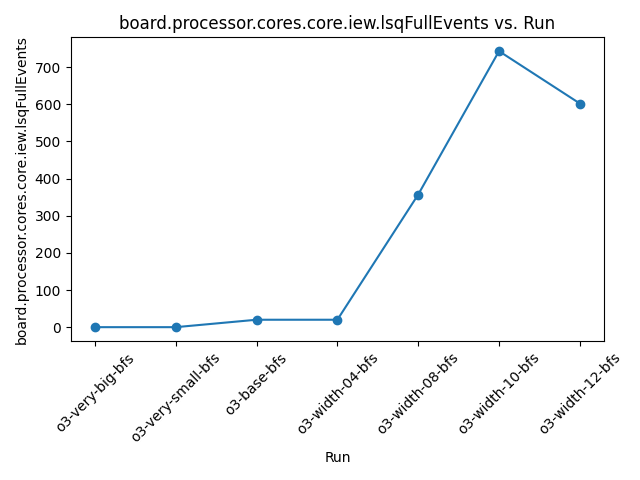 board.processor.cores.core.iew.lsqFullEvents vs. Run
board.processor.cores.core.iew.lsqFullEvents
700
600
500
400
300
200
100
0
o3-very-big-bfs
o3-very-small-bfs
o3-base-bfs
o3-width-04-bfs
o3-width-08-bfs
o3-width-10-bfs
o3-width-12-bfs
Run